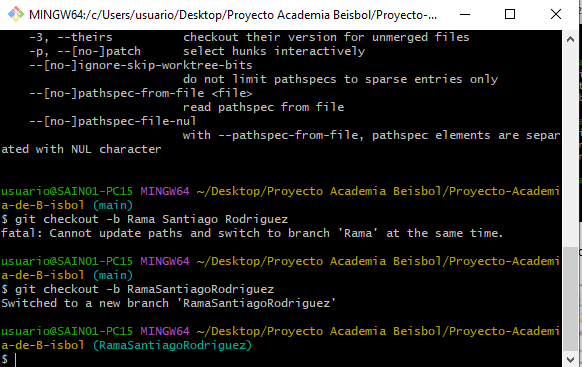 MINGW64:/c/Users/usuario/Desktop/Proyecto Academia Beisbol/Proyecto-...
-3, --theirs          checkout their version for unmerged files
-p, --[no-]patch      select hunks interactively
--[no-]ignore-skip-worktree-bits
do not limit pathspecs to sparse entries only
--[no-]pathspec-from-file <file>
read pathspec from file
--[no-]pathspec-file-nul
with --pathspec-from-file, pathspec elements are separ
ated with NUL character
usuario@SAIN01-PC15 MINGW64 ~/Desktop/Proyecto Academia Beisbol/Proyecto-Academi
a-de-B-isbol (main)
$ git checkout -b Rama Santiago Rodriguez
fatal: Cannot update paths and switch to branch 'Rama' at the same time.
usuario@SAIN01-PC15 MINGW64 ~/Desktop/Proyecto Academia Beisbol/Proyecto-Academi
a-de-B-isbol (main)
$ git checkout -b RamaSantiagoRodriguez
Switched to a new branch 'RamaSantiagoRodriguez'
usuario@SAIN01-PC15 MINGW64 ~/Desktop/Proyecto Academia Beisbol/Proyecto-Academi
a-de-B-isbol (RamaSantiagoRodriguez)
$